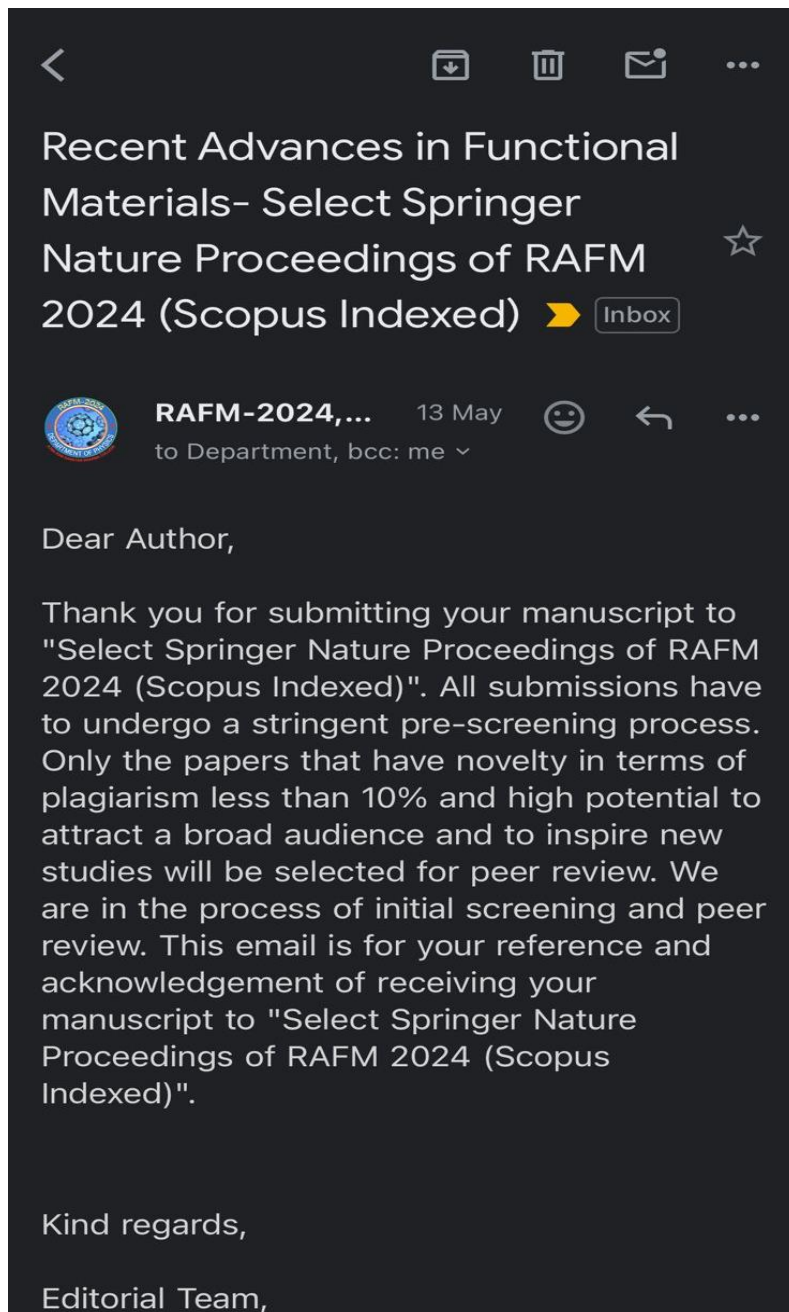 Recent Advances in Functional
Materials- Select Springer
Nature Proceedings of RAFM
2024 (Scopus Indexed) Inbox
RAFM-2024,... 13 May
to Department, bcc: me
RAFM-2024
DEPARTMENT OF PHYSICS
Dear Author,
Thank you for submitting your manuscript to
"Select Springer Nature Proceedings of RAFM
2024 (Scopus Indexed)". All submissions have
to undergo a stringent pre-screening process.
Only the papers that have novelty in terms of
plagiarism less than 10% and high potential to
attract a broad audience and to inspire new
studies will be selected for peer review. We
are in the process of initial screening and peer
review. This email is for your reference and
acknowledgement of receiving your
manuscript to "Select Springer Nature
Proceedings of RAFM 2024 (Scopus
Indexed)".
Kind regards,
Editorial Team,